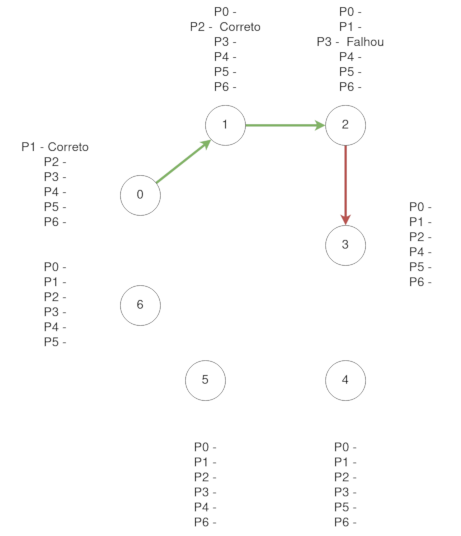 P0 -
P2 - Correto
P3 -
P4 -
P5 -
P6 -
P0 -
P1 -
P3 - Falhou
P4 -
P5 -
P6 -
1
2
P1 - Correto
P2 -
P3 -
P4 -
P5 -
P6 -
0
3
P0 -
P1 -
P2 -
P4 -
P5 -
P6 -
P0 -
P1 -
P2 -
P3 -
P4 -
P5 -
6
5
4
P0 -
P1 -
P2 -
P3 -
P4 -
P6 -
P0 -
P1 -
P2 -
P3 -
P5 -
P6 -